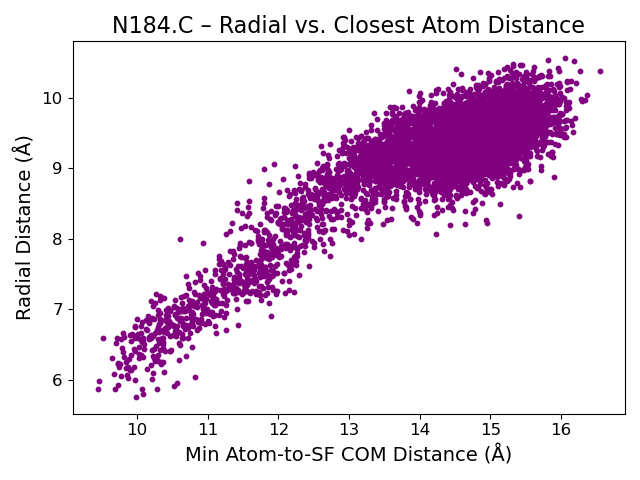 N184.C – Radial vs. Closest Atom Distance
Radial Distance (Å)
10
9
8
7
6
10 11 12 13 14 15 16
Min Atom-to-SF COM Distance (Å)